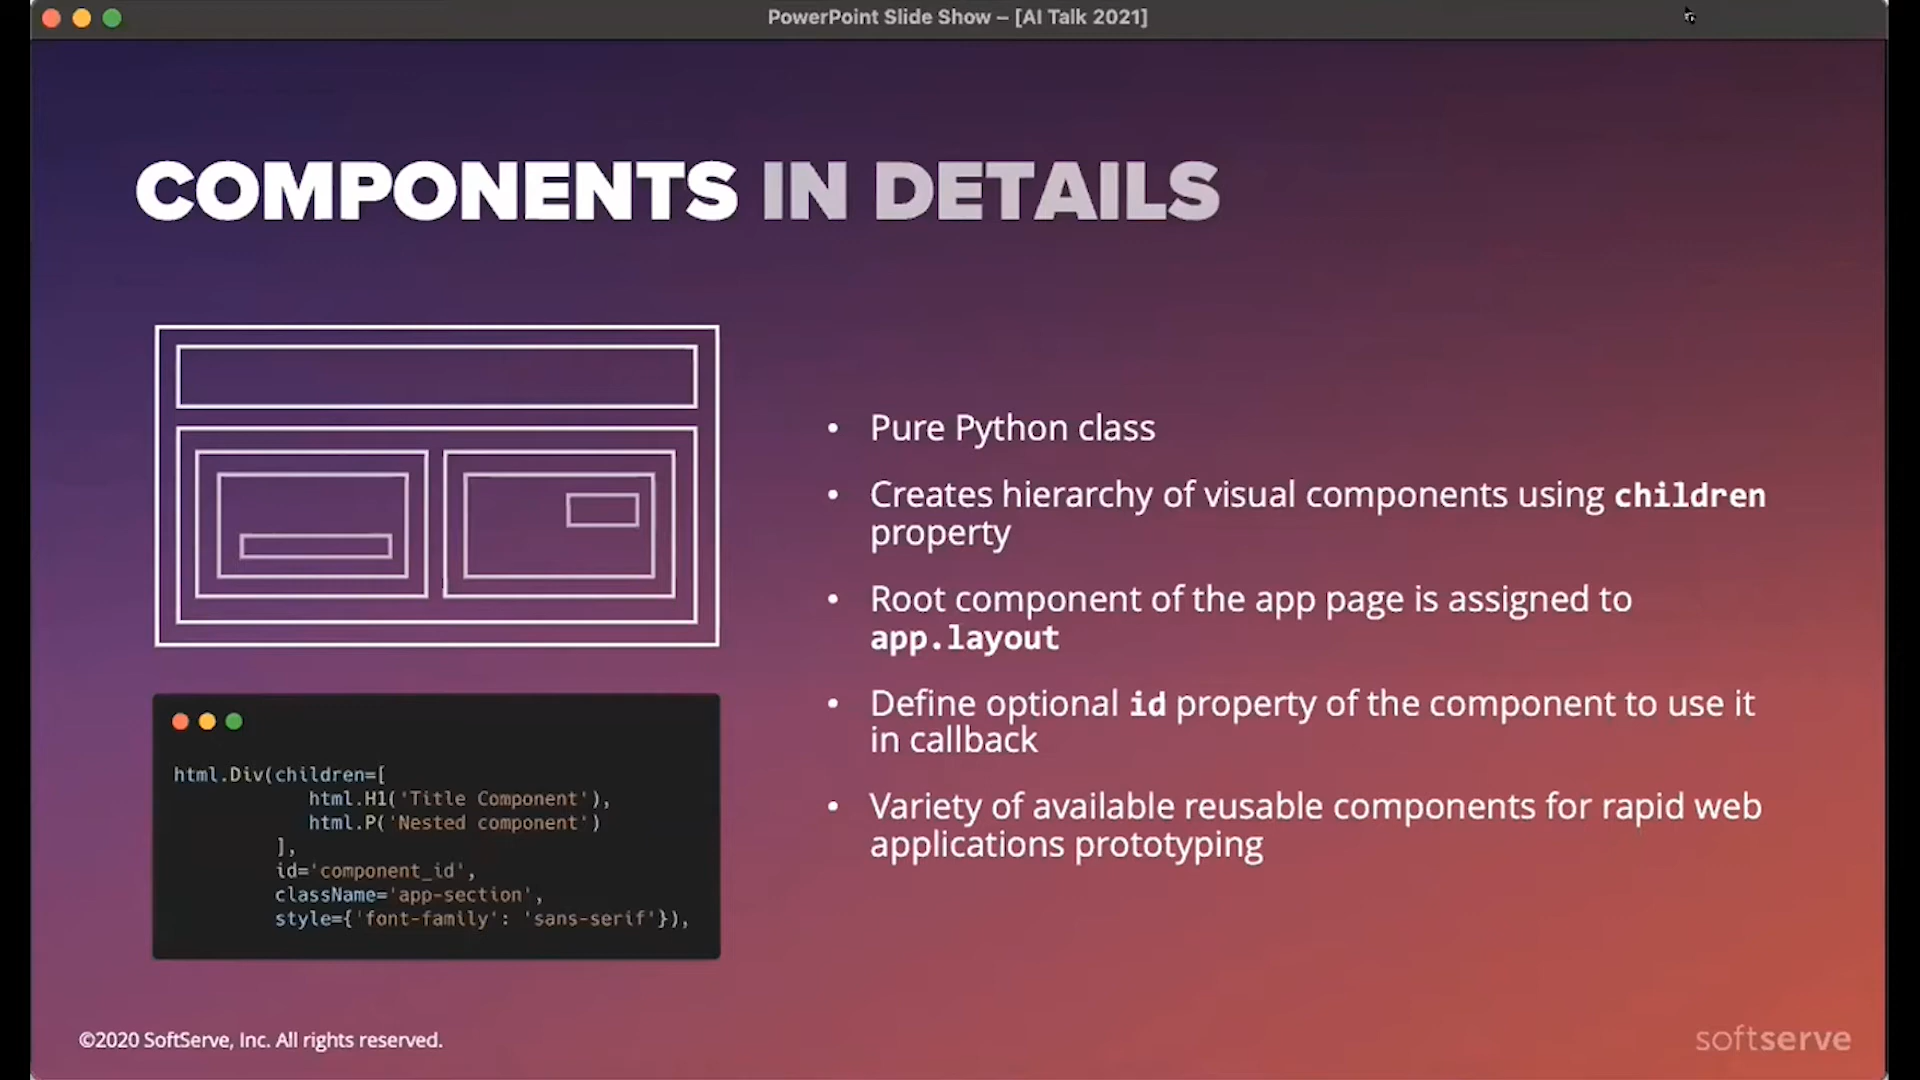 PowerPoint Slide Show – [AI Talk 2021]
COMPONENTS IN DETAILS
• Pure Python class
• Creates hierarchy of visual components using children
property
• Root component of the app page is assigned to
app.layout
• Define optional id property of the component to use it
in callback
• Variety of available reusable components for rapid web
applications prototyping
html.Div(children=[
html.H1('Title Component'),
html.P('Nested component')
],
id='component_id',
className='app-section',
style={'font-family': 'sans-serif'}),
©2020 SoftServe, Inc. All rights reserved.
softserve